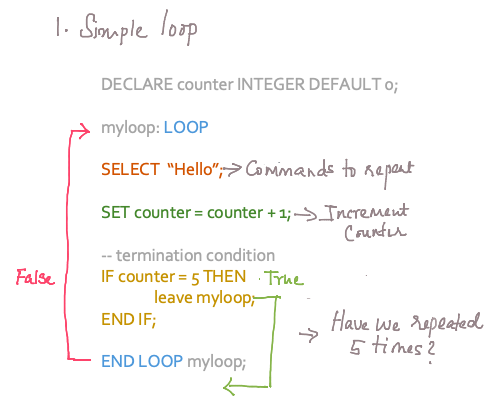 1. Simple loop
DECLARE counter INTEGER DEFAULT 0;
myloop: LOOP
SELECT “Hello”; → Commands to repeat
SET counter = counter + 1; → Increment
Counter
-- termination condition
IF counter = 5 THEN True
False
leave myloop;
END IF;
→ Have we repeated
5 times?
END LOOP myloop;